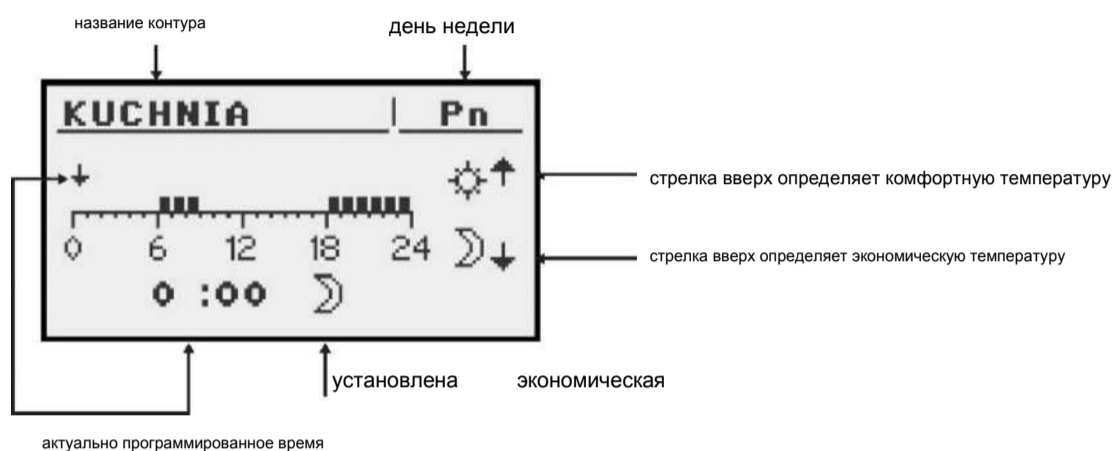 название контура
день недели
KUCHNIA Pn
стрелка вверх определяет комфортную температуру
0 6 12 18 24
стрелка вверх определяет экономическую температуру
0 :00
установлена экономическая
актуально программированное время